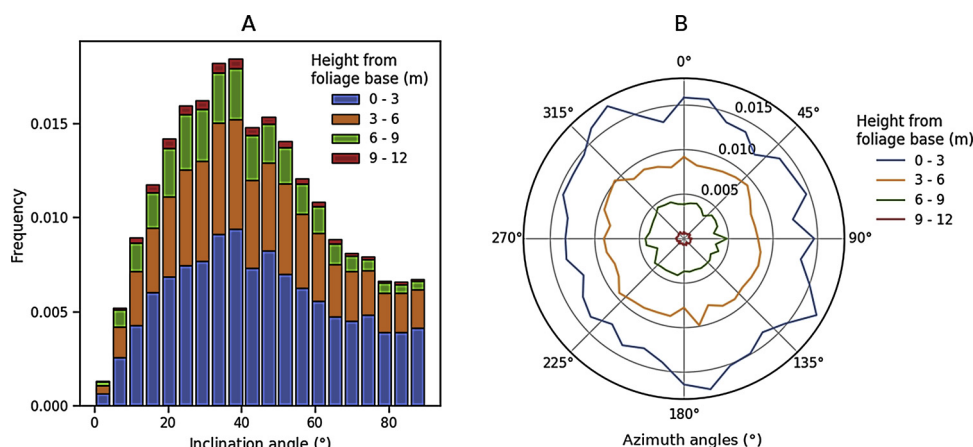 A
B
Height from
foliage base (m)
0 - 3
3 - 6
6 - 9
9 - 12
Frequency
0.015
0.010
0.005
0.000
0
20
40
60
80
Inclination angle (°)
0°
45°
90°
135°
180°
225°
270°
315°
0.015
0.010
0.005
Azimuth angles (°)
Height from
foliage base (m)
0 - 3
3 - 6
6 - 9
9 - 12